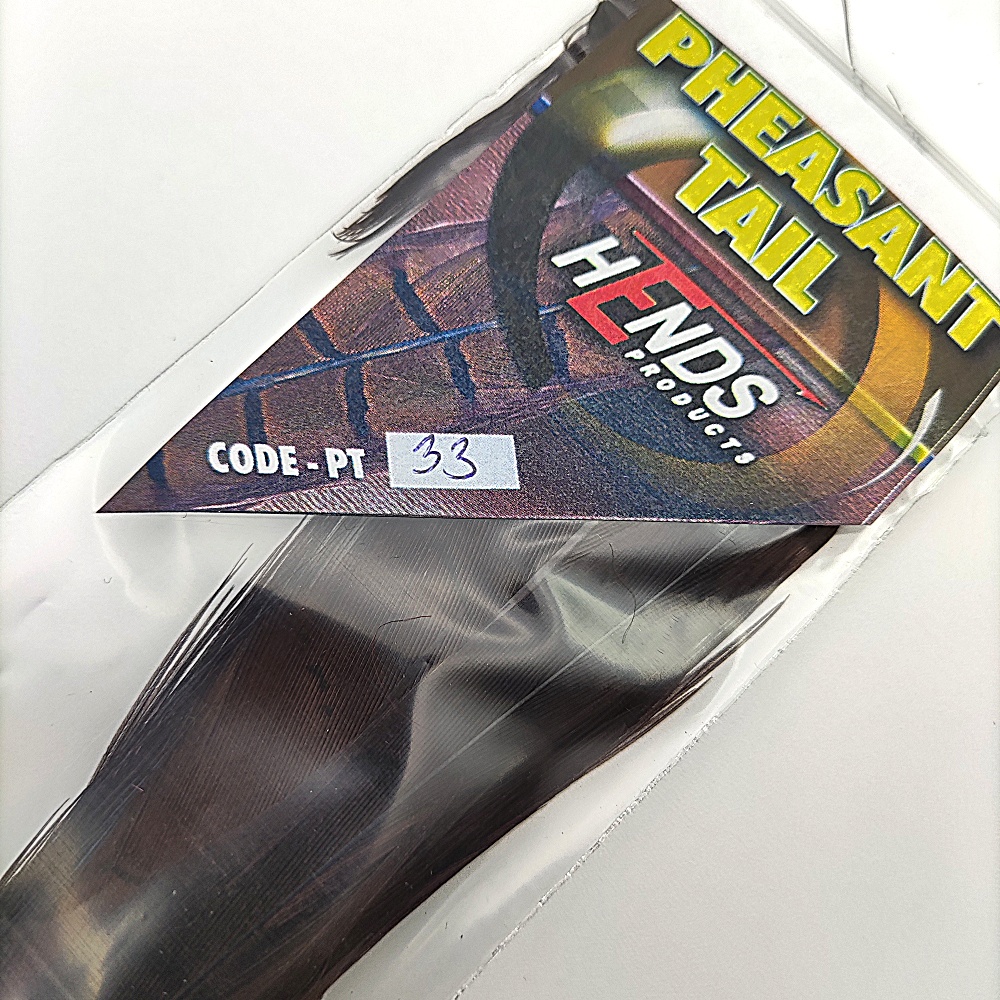 PHEASANT
TAIL
HENDS
PRODUCTS
CODE - PT 33